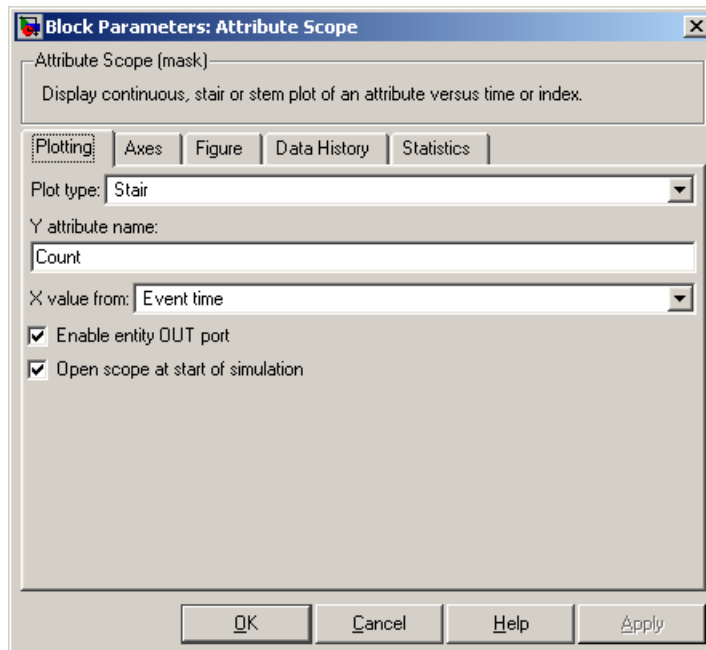 Block Parameters: Attribute Scope
Attribute Scope (mask)
Display continuous, stair or stem plot of an attribute versus time or index.
Plotting Axes Figure Data History Statistics
Plot type: Stair
Y attribute name:
Count
X value from: Event time
Enable entity OUT port
Open scope at start of simulation
OK Cancel Help Apply